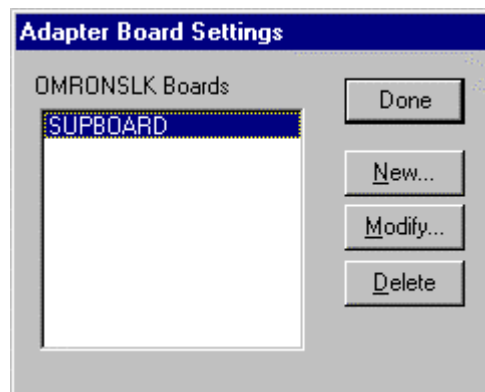 Adapter Board Settings
OMRONSLK Boards
SUPBOARD
Done
New...
Modify...
Delete